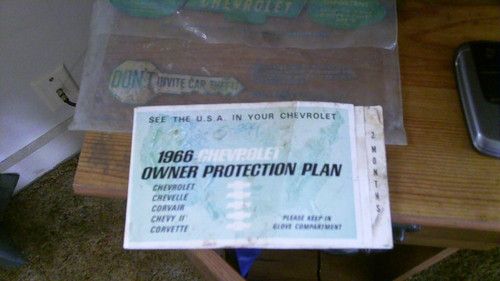 CHEVROLET
IMPORTANT
DON'T INVITE CAR THEFT!
SEE THE U.S.A. IN YOUR CHEVROLET
1966 CHEVROLET
OWNER PROTECTION PLAN
CHEVROLET
CHEVELLE
CORVAIR
CHEVY II
CORVETTE
PLEASE KEEP IN
GLOVE COMPARTMENT
2 MONTHS